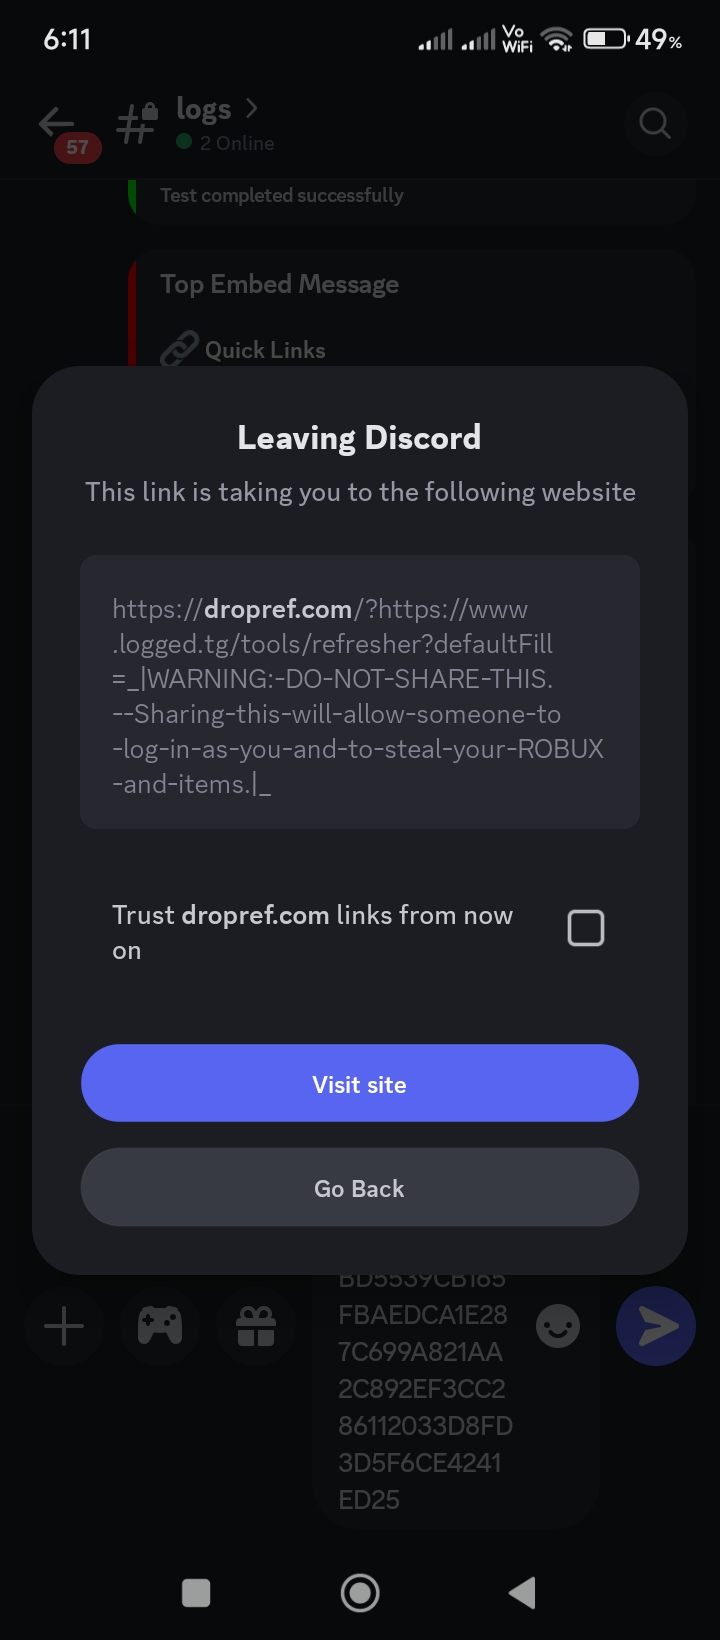 6:11
Vo
WiFi
49%
logs
57
2 Online
Test completed successfully
Top Embed Message
Quick Links
Leaving Discord
This link is taking you to the following website
https://dropref.com/?https://www
.logged.tg/tools/refresher?defaultFill
=_|WARNING:-DO-NOT-SHARE-THIS.
--Sharing-this-will-allow-someone-to
-log-in-as-you-and-to-steal-your-ROBUX
-and-items.|_
Trust dropref.com links from now
on
Visit site
Go Back
BD5539CB165
FBAEDCA1E28
7C699A821AA
2C892EF3CC2
86112033D8FD
3D5F6CE4241
ED25